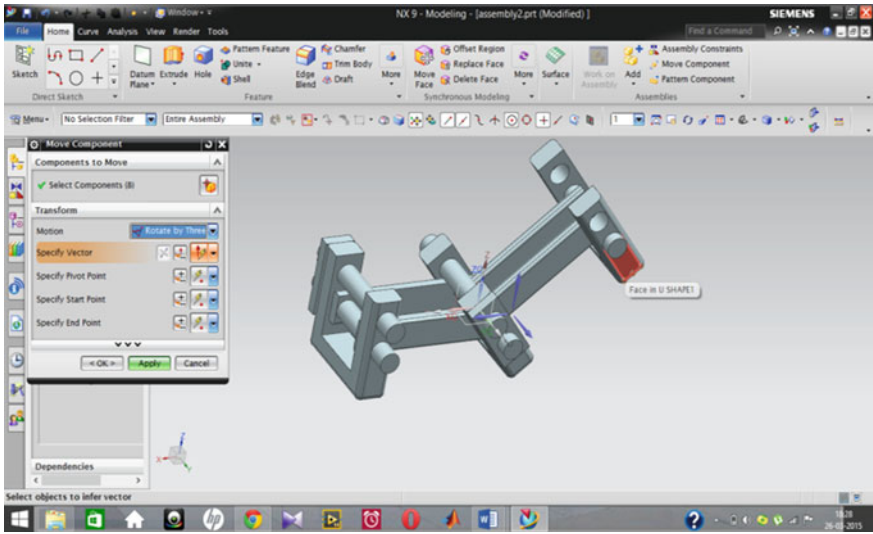 Window
NX 9 - Modeling - [assembly2.prt (Modified) ]
SIEMENS
File Home Curve Analysis View Render Tools
Find a Command
Pattern Feature
Unite
Shell
Chamfer
Trim Body
Draft
Offset Region
Replace Face
Delete Face
Assembly Constraints
Move Component
Pattern Component
Sketch
Datum Plane
Extrude
Hole
Edge Blend
More
Move Face
More
Surface
Work on Assembly
Add
Direct Sketch
Feature
Synchronous Modeling
Assemblies
Menu
No Selection Filter
Entire Assembly
1
Move Component
Components to Move
Select Components (8)
Transform
Motion
Rotate by Three
Specify Vector
Specify Pivot Point
Specify Start Point
Specify End Point
< OK >
Apply
Cancel
Face in U SHAPE1
Dependencies
Select objects to infer vector
18:28
26-03-2015